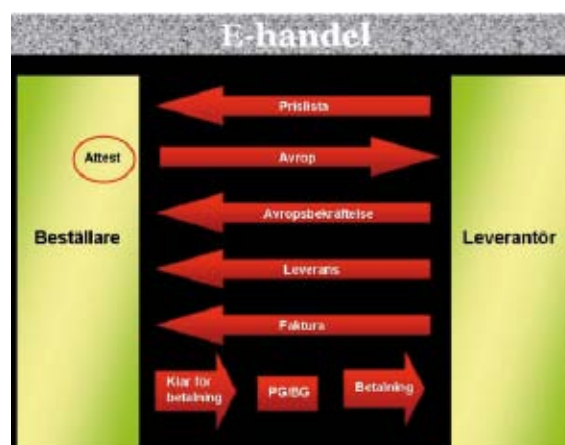 E-handel
Prislista
Attest
Avrop
Avropsbekräftelse
Beställare
Leverantör
Leverans
Faktura
Klar för
betalning
PG/BG
Betalning